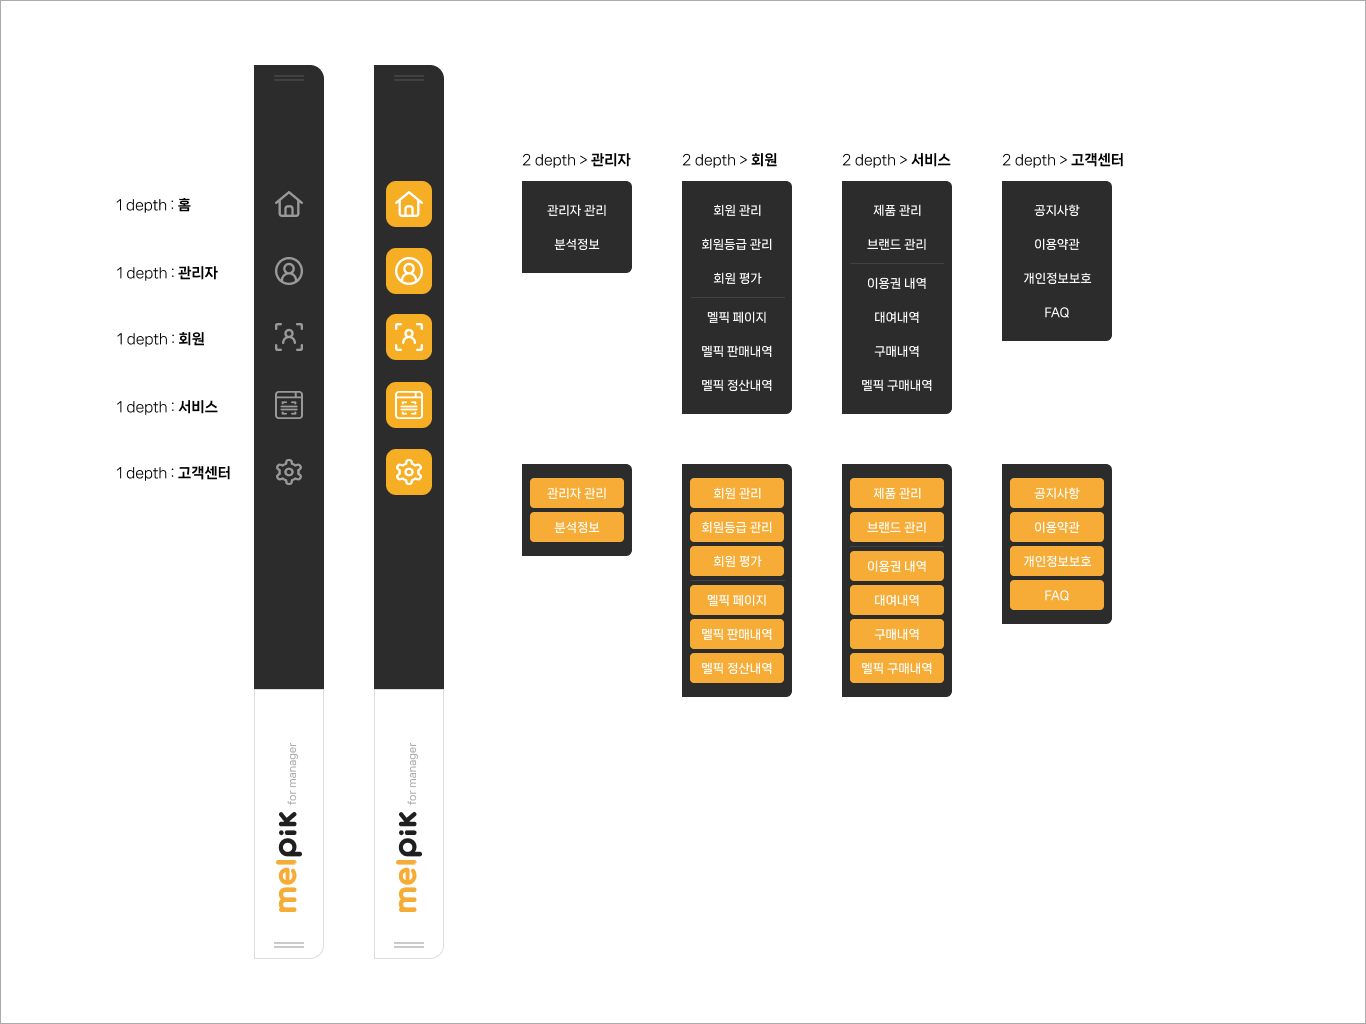 1 depth : 홈
1 depth : 관리자
1 depth : 회원
1 depth : 서비스
1 depth : 고객센터
melpik for manager
melpik for manager
2 depth > 관리자
관리자 관리
분석정보
2 depth > 회원
회원 관리
회원등급 관리
회원 평가
멜픽 페이지
멜픽 판매내역
멜픽 정산내역
2 depth > 서비스
제품 관리
브랜드 관리
이용권 내역
대여내역
구매내역
멜픽 구매내역
2 depth > 고객센터
공지사항
이용약관
개인정보보호
FAQ
관리자 관리
분석정보
회원 관리
회원등급 관리
회원 평가
멜픽 페이지
멜픽 판매내역
멜픽 정산내역
제품 관리
브랜드 관리
이용권 내역
대여내역
구매내역
멜픽 구매내역
공지사항
이용약관
개인정보보호
FAQ